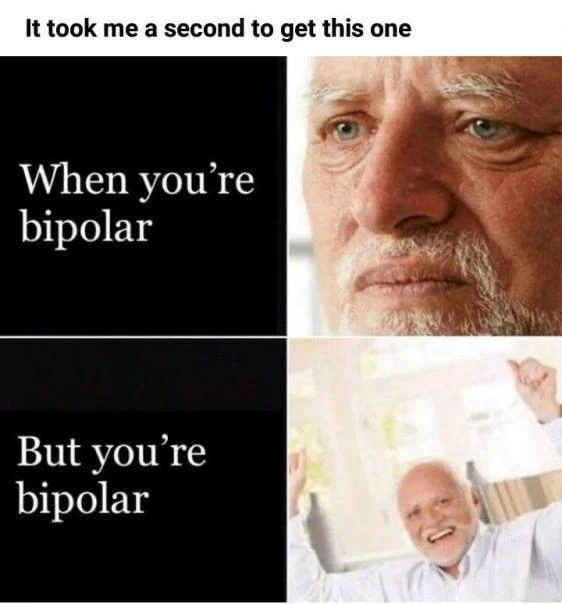 It took me a second to get this one
When you're
bipolar
But you're
bipolar